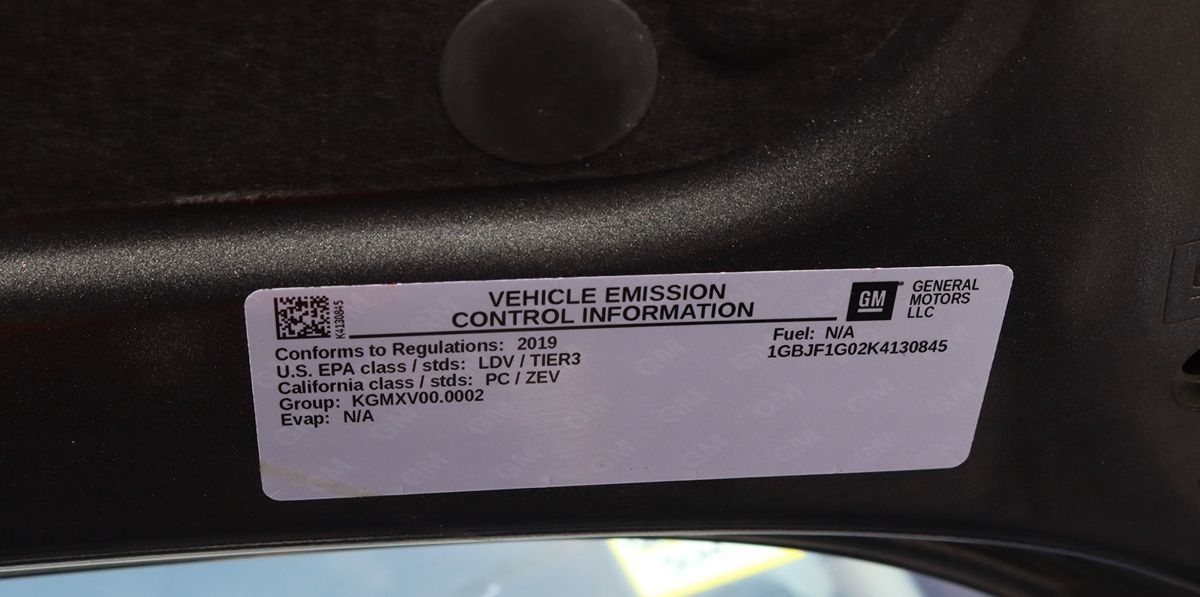 K4130845
VEHICLE EMISSION
CONTROL INFORMATION
GM
GENERAL
MOTORS
LLC
Conforms to Regulations: 2019
U.S. EPA class / stds: LDV / TIER3
California class / stds: PC / ZEV
Group: KGMXV00.0002
Evap: N/A
Fuel: N/A
1GBJF1G02K4130845